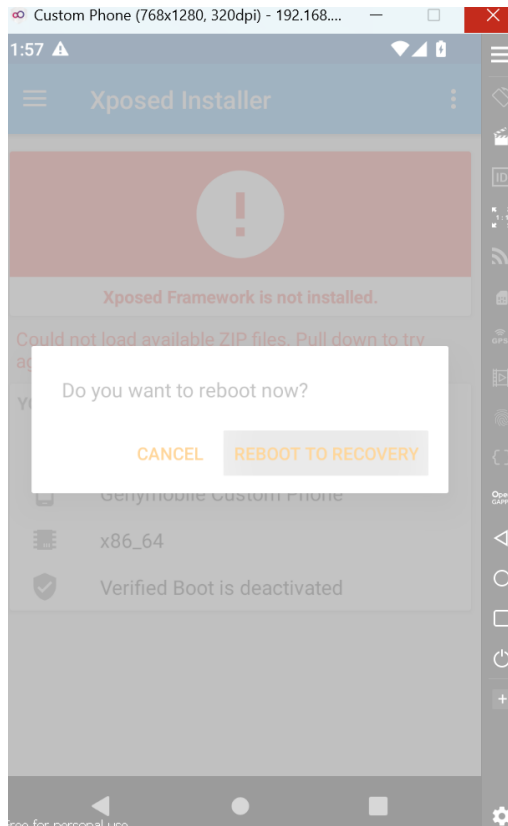 Custom Phone (768x1280, 320dpi) - 192.168....
1:57
Xposed Installer
ID
1:1
Xposed Framework is not installed.
GPS
Could not load available ZIP files. Pull down to try
Do you want to reboot now?
CANCEL REBOOT TO RECOVERY
Genymobile Custom Phone
x86_64
Verified Boot is deactivated
Free for personal use